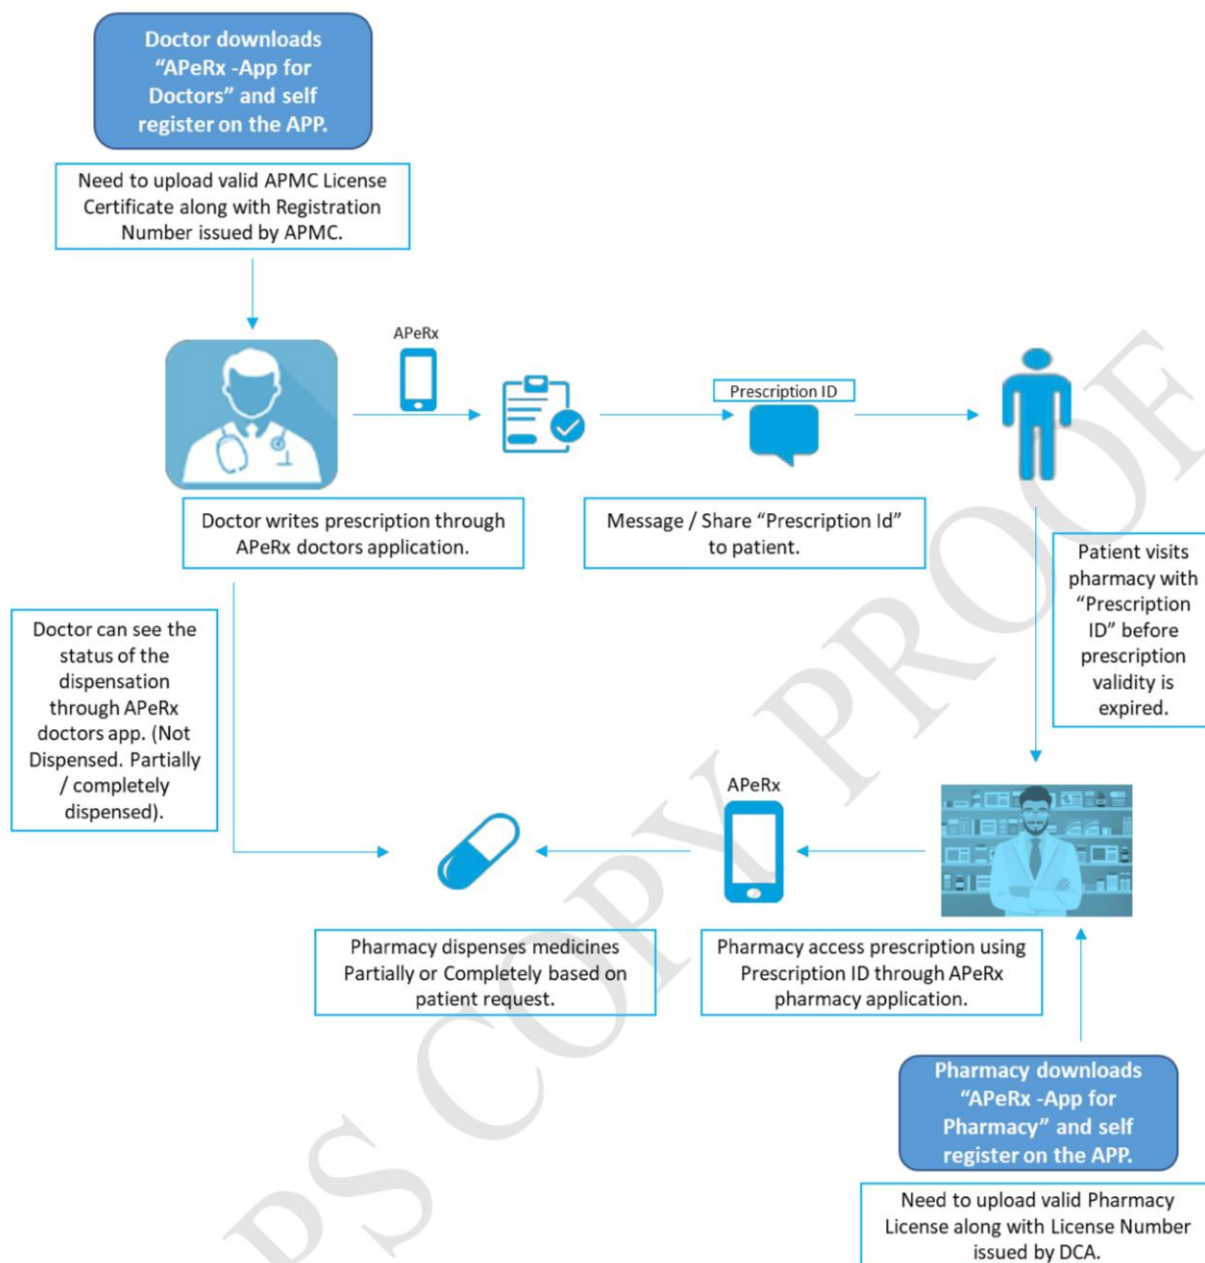 Doctor downloads
“APeRx -App for
Doctors” and self
register on the APP.
Need to upload valid APMC License
Certificate along with Registration
Number issued by APMC.
APeRx
Prescription ID
Doctor writes prescription through
APeRx doctors application.
Message / Share “Prescription Id”
to patient.
Patient visits
pharmacy with
“Prescription
ID” before
prescription
validity is
expired.
Doctor can see the
status of the
dispensation
through APeRx
doctors app. (Not
Dispensed. Partially
/ completely
dispensed).
APeRx
Pharmacy dispenses medicines
Partially or Completely based on
patient request.
Pharmacy access prescription using
Prescription ID through APeRx
pharmacy application.
Pharmacy downloads
“APeRx -App for
Pharmacy” and self
register on the APP.
Need to upload valid Pharmacy
License along with License Number
issued by DCA.
PS COPY PROOF